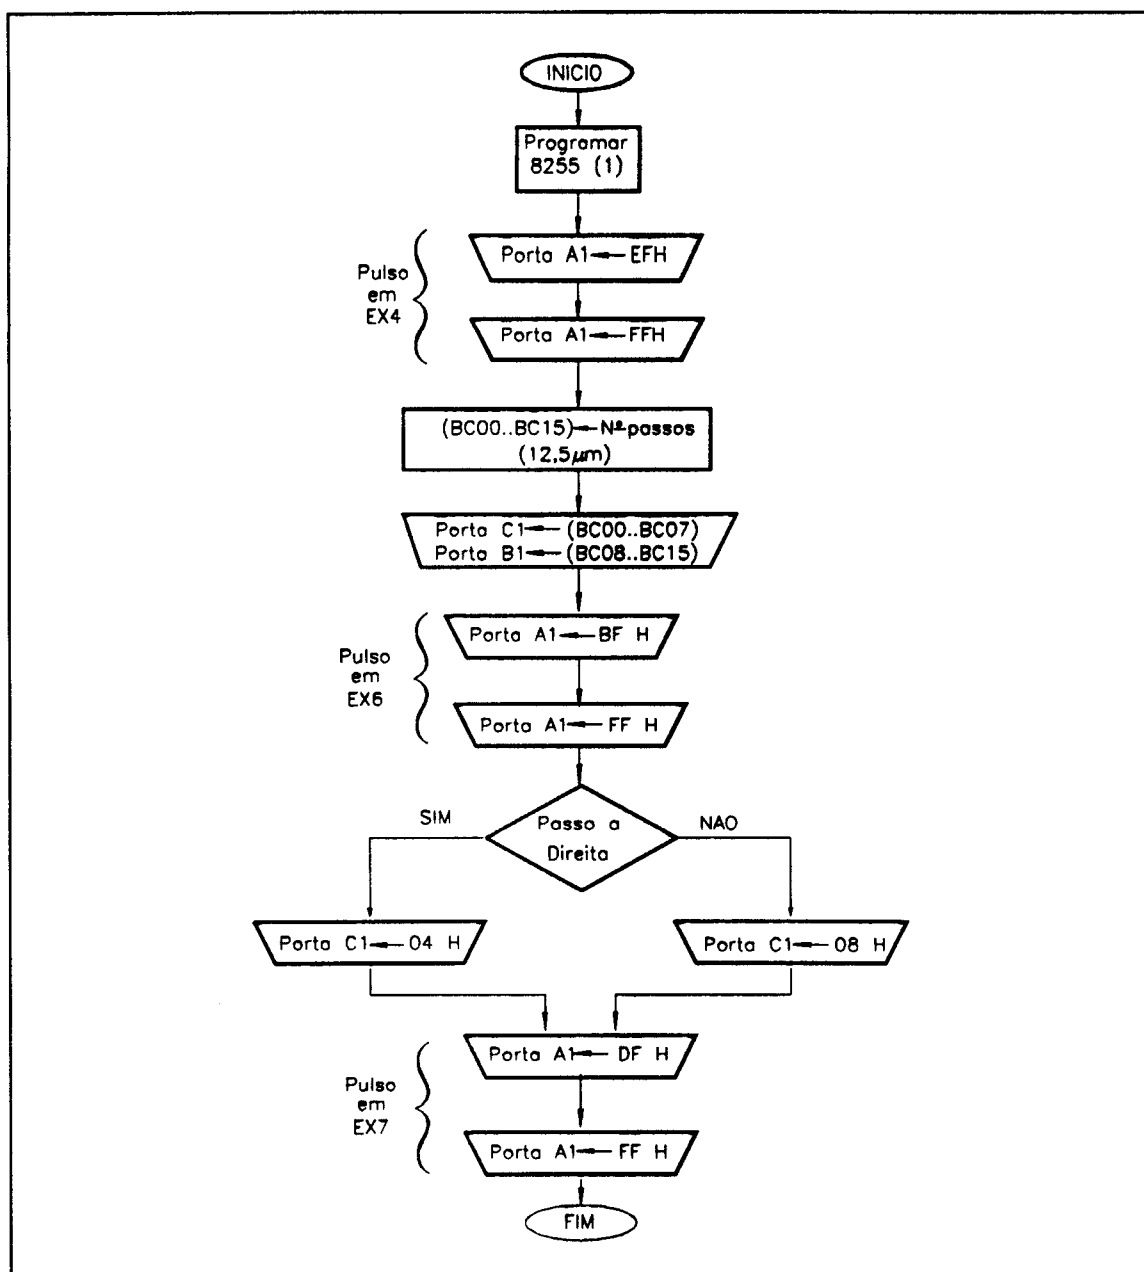 INICIO
Programar
8255 (1)
Pulso
em
EX4
Porta A1← EFH
Porta A1← FFH
(BC00..BC15)← Nº passos
(12,5μm)
Porta C1← (BC00..BC07)
Porta B1← (BC08..BC15)
Pulso
em
EX6
Porta A1← BF H
Porta A1← FF H
Passo a
Direita
SIM
NAO
Porta C1← 04 H
Porta C1← 08 H
Pulso
em
EX7
Porta A1← DF H
Porta A1← FF H
FIM